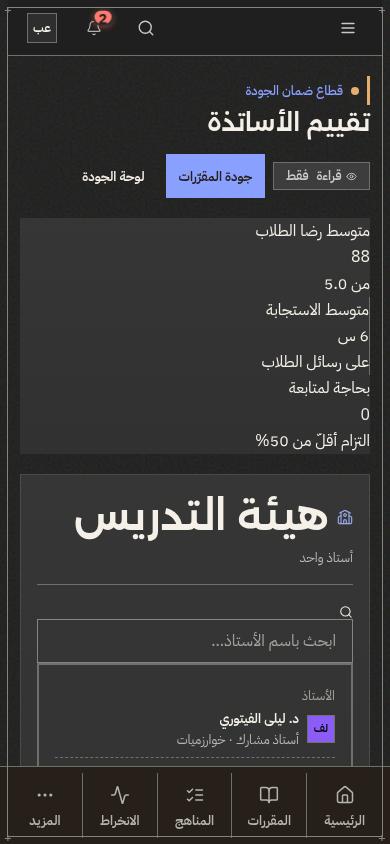 2
عب
قطاع ضمان الجودة
تقييم الأساتذة
قراءة فقط
جودة المقرّرات
لوحة الجودة
متوسط رضا الطلاب
88
من 5.0
متوسط الاستجابة
6 س
على رسائل الطلاب
بحاجة لمتابعة
0
التزام أقلّ من 50%
هيئة التدريس
أستاذ واحد
ابحث باسم الأستاذ...
الأستاذ
لف
د. ليلى الفيتوري
أستاذ مشارك · خوارزميات
الرئيسية
المقررات
المناهج
الانخراط
المزيد